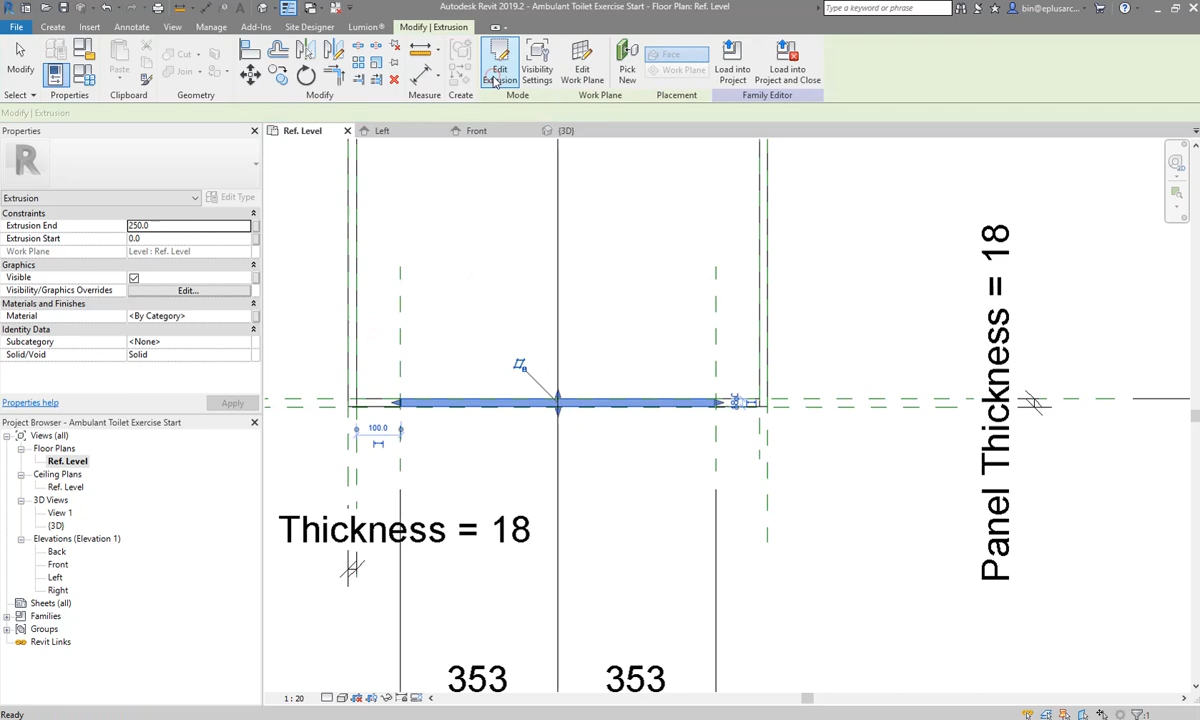 Autodesk Revit 2019.2 - Ambulant Toilet Exercise Start - Floor Plan: Ref. Level
Type a keyword or phrase
bin@eplusarc...
File Create Insert Annotate View Manage Add-Ins Site Designer Lumion® Modify | Extrusion
Modify
Paste
Cut
Join
Edit Extrusion
Visibility Settings
Edit Work Plane
Pick New
Face
Work Plane
Load into Project
Load into Project and Close
Select Properties Clipboard Geometry Modify Measure Create Mode Work Plane Placement Family Editor
Modify | Extrusion
Properties
Ref. Level Left Front {3D}
R
Extrusion
Edit Type
Constraints
Extrusion End 250.0
Extrusion Start 0.0
Work Plane Level : Ref. Level
Graphics
Visible
Visibility/Graphics Overrides Edit...
Materials and Finishes
Material <By Category>
Identity Data
Subcategory <None>
Solid/Void Solid
Properties help
Apply
Project Browser - Ambulant Toilet Exercise Start
Views (all)
Floor Plans
Ref. Level
Ceiling Plans
Ref. Level
3D Views
View 1
{3D}
Elevations (Elevation 1)
Back
Front
Left
Right
Sheets (all)
Families
Groups
Revit Links
100.0
Thickness = 18
Panel Thickness = 18
353 353
1 : 20
Ready
:1